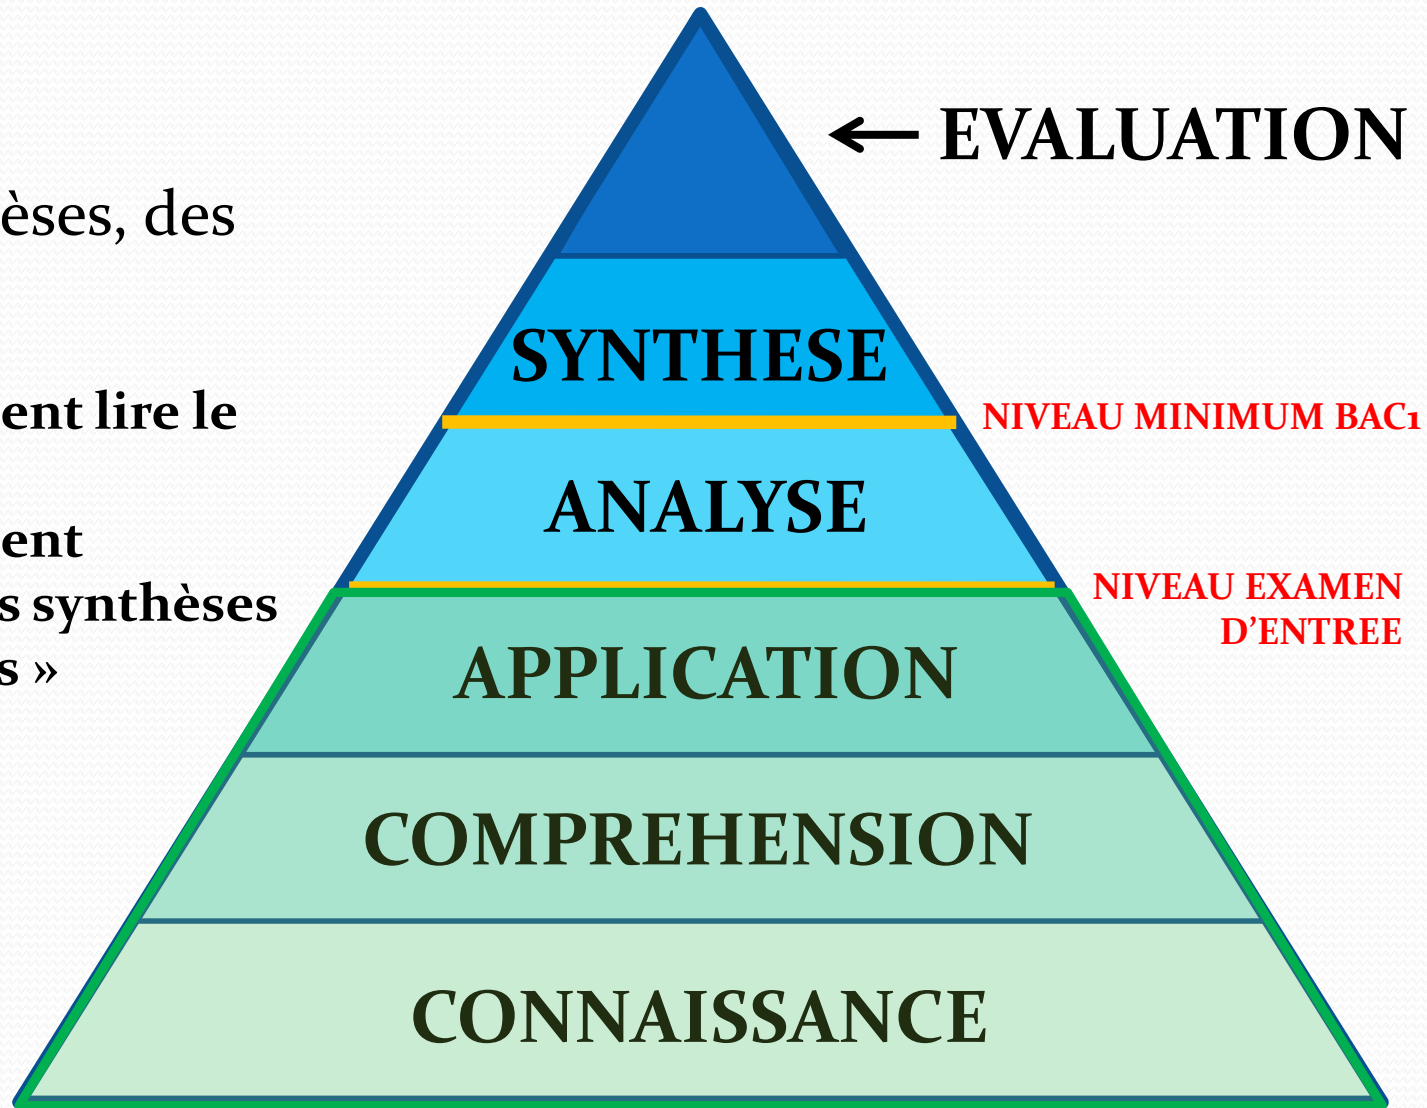 EVALUATION
èses, des
SYNTHESE
ent lire le
NIVEAU MINIMUM BAC1
ANALYSE
ent
s synthèses
s »
NIVEAU EXAMEN
D’ENTREE
APPLICATION
COMPREHENSION
CONNAISSANCE